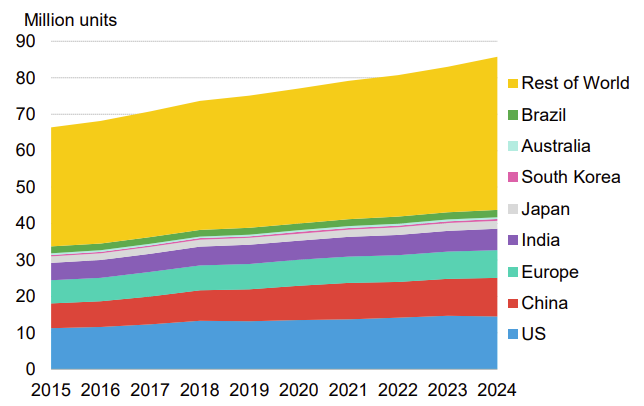 Million units
90
80
70
60
50
40
30
20
10
0
2015 2016 2017 2018 2019 2020 2021 2022 2023 2024
Rest of World
Brazil
Australia
South Korea
Japan
India
Europe
China
US